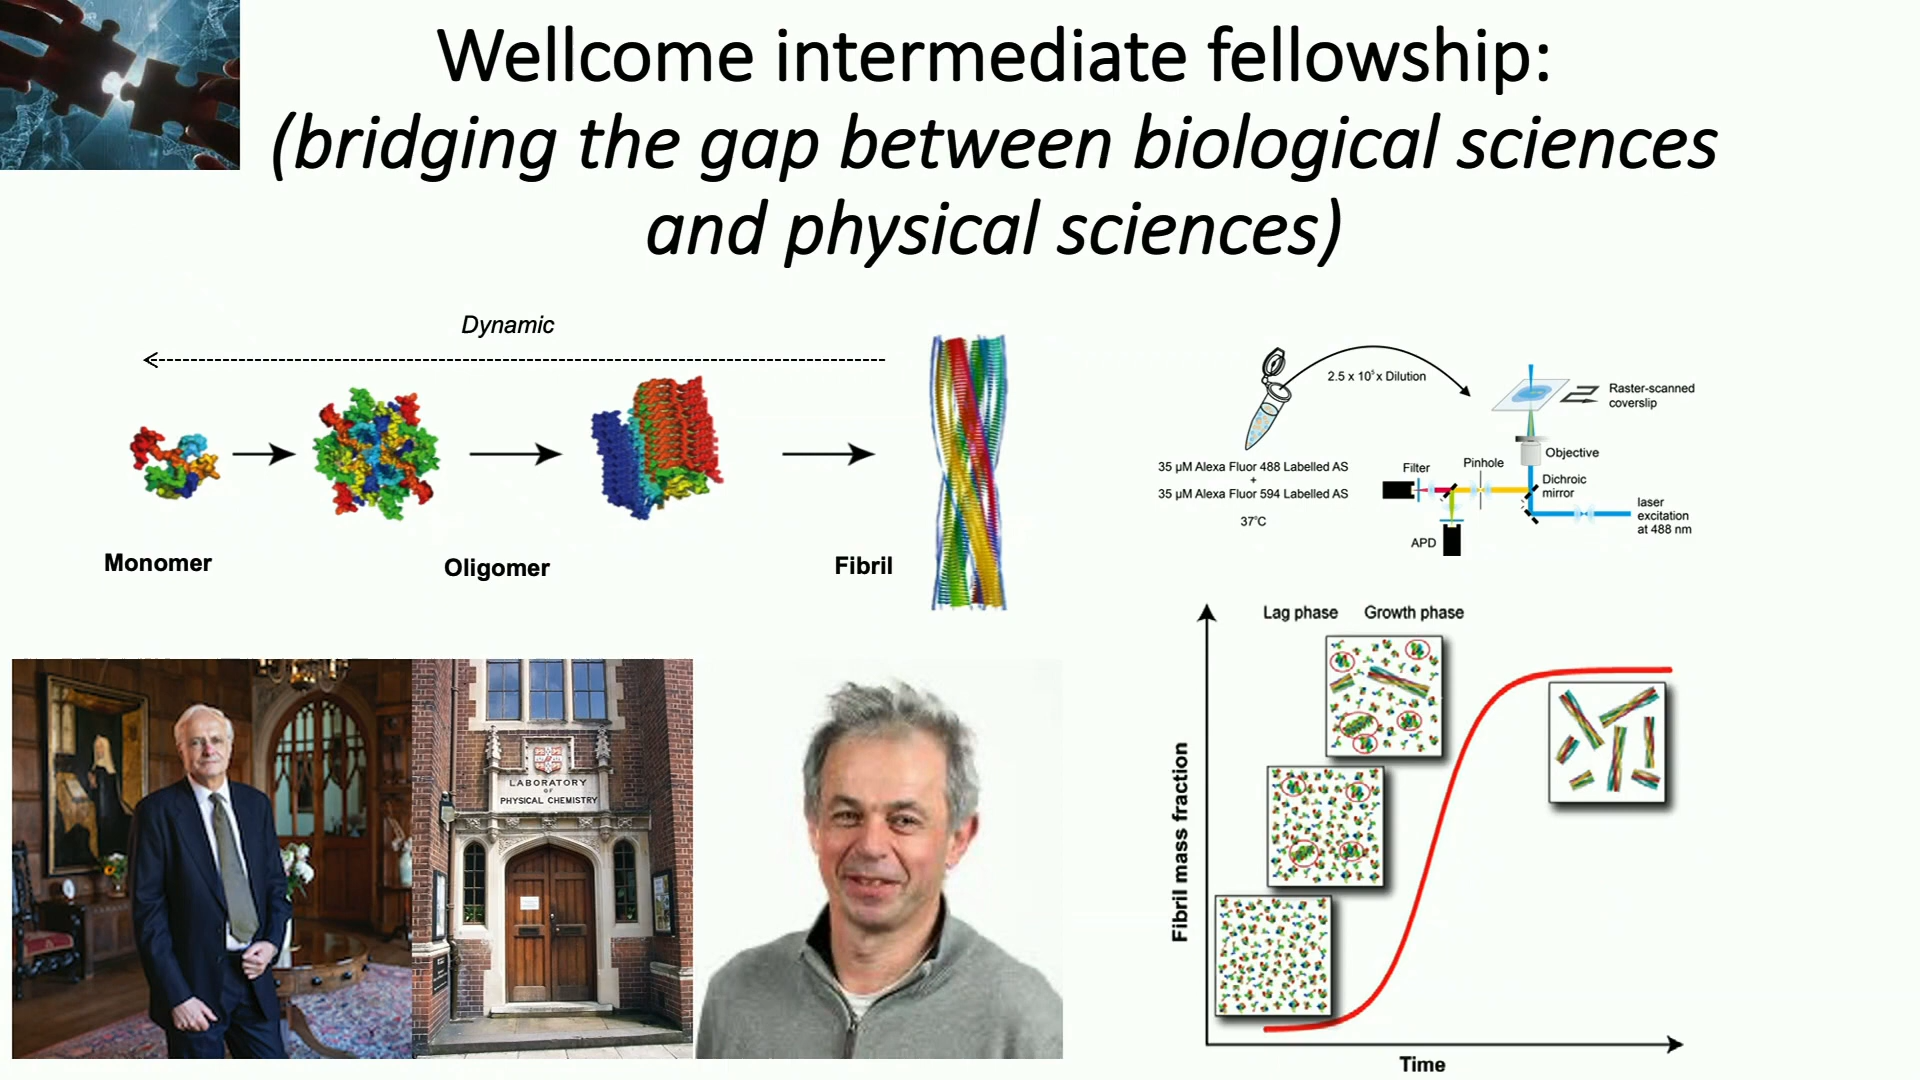 Wellcome intermediate fellowship:
(bridging the gap between biological sciences
and physical sciences)
Dynamic
Monomer
Oligomer
Fibril
2.5 x 10⁵ x Dilution
Raster-scanned
coverslip
Objective
Pinhole
Filter
Dichroic
mirror
laser
excitation
at 488 nm
APD
35 µM Alexa Fluor 488 Labelled AS
+
35 µM Alexa Fluor 594 Labelled AS
37°C
LABORATORY
OF
PHYSICAL CHEMISTRY
Lag phase
Growth phase
Fibril mass fraction
Time